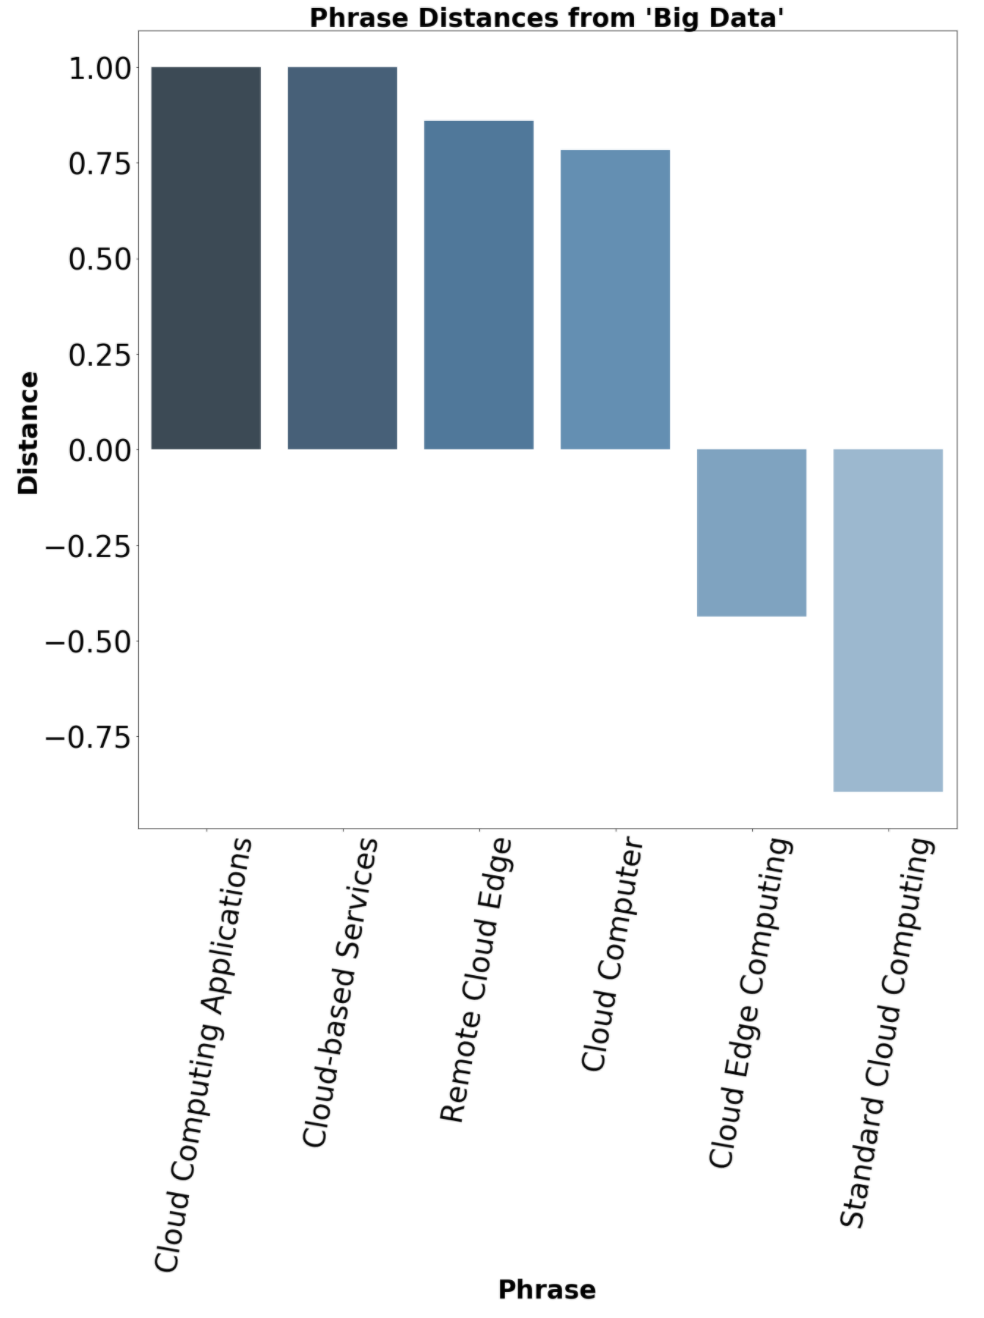 Phrase Distances from 'Big Data'
1.00
0.75
0.50
0.25
0.00
−0.25
−0.50
−0.75
Distance
Cloud Computing Applications
Cloud-based Services
Remote Cloud Edge
Cloud Computer
Cloud Edge Computing
Standard Cloud Computing
Phrase